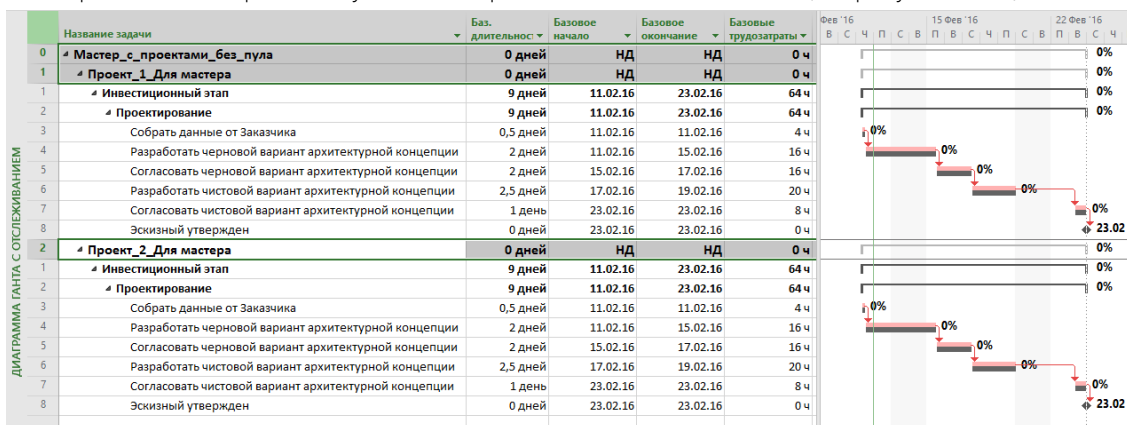 Название задачи Баз. длительност Базовое начало Базовое окончание Базовые трудозатраты Фев '16 15 Фев '16 22 Фев '16
В С Ч П С В П В С Ч П С В П В С Ч
0 Мастер_с_проектами_без_пула 0 дней НД НД 0 ч 0%
1 Проект_1_Для мастера 0 дней НД НД 0 ч 0%
1 Инвестиционный этап 9 дней 11.02.16 23.02.16 64 ч 0%
2 Проектирование 9 дней 11.02.16 23.02.16 64 ч 0%
3 Собрать данные от Заказчика 0,5 дней 11.02.16 11.02.16 4 ч 0%
4 Разработать черновой вариант архитектурной концепции 2 дней 11.02.16 15.02.16 16 ч 0%
5 Согласовать черновой вариант архитектурной концепции 2 дней 15.02.16 17.02.16 16 ч 0%
6 Разработать чистовой вариант архитектурной концепции 2,5 дней 17.02.16 19.02.16 20 ч 0%
7 Согласовать чистовой вариант архитектурной концепции 1 день 23.02.16 23.02.16 8 ч 0%
8 Эскизный утвержден 0 дней 23.02.16 23.02.16 0 ч 23.02
2 Проект_2_Для мастера 0 дней НД НД 0 ч 0%
1 Инвестиционный этап 9 дней 11.02.16 23.02.16 64 ч 0%
2 Проектирование 9 дней 11.02.16 23.02.16 64 ч 0%
3 Собрать данные от Заказчика 0,5 дней 11.02.16 11.02.16 4 ч 0%
4 Разработать черновой вариант архитектурной концепции 2 дней 11.02.16 15.02.16 16 ч 0%
5 Согласовать черновой вариант архитектурной концепции 2 дней 15.02.16 17.02.16 16 ч 0%
6 Разработать чистовой вариант архитектурной концепции 2,5 дней 17.02.16 19.02.16 20 ч 0%
7 Согласовать чистовой вариант архитектурной концепции 1 день 23.02.16 23.02.16 8 ч 0%
8 Эскизный утвержден 0 дней 23.02.16 23.02.16 0 ч 23.02
ДИАГРАММА ГАНТА С ОТСЛЕЖИВАНИЕМ